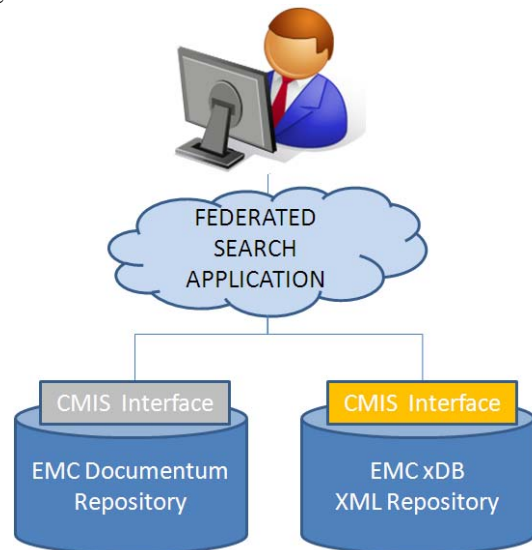 FEDERATED
SEARCH
APPLICATION
CMIS Interface
EMC Documentum
Repository
CMIS Interface
EMC xDB
XML Repository